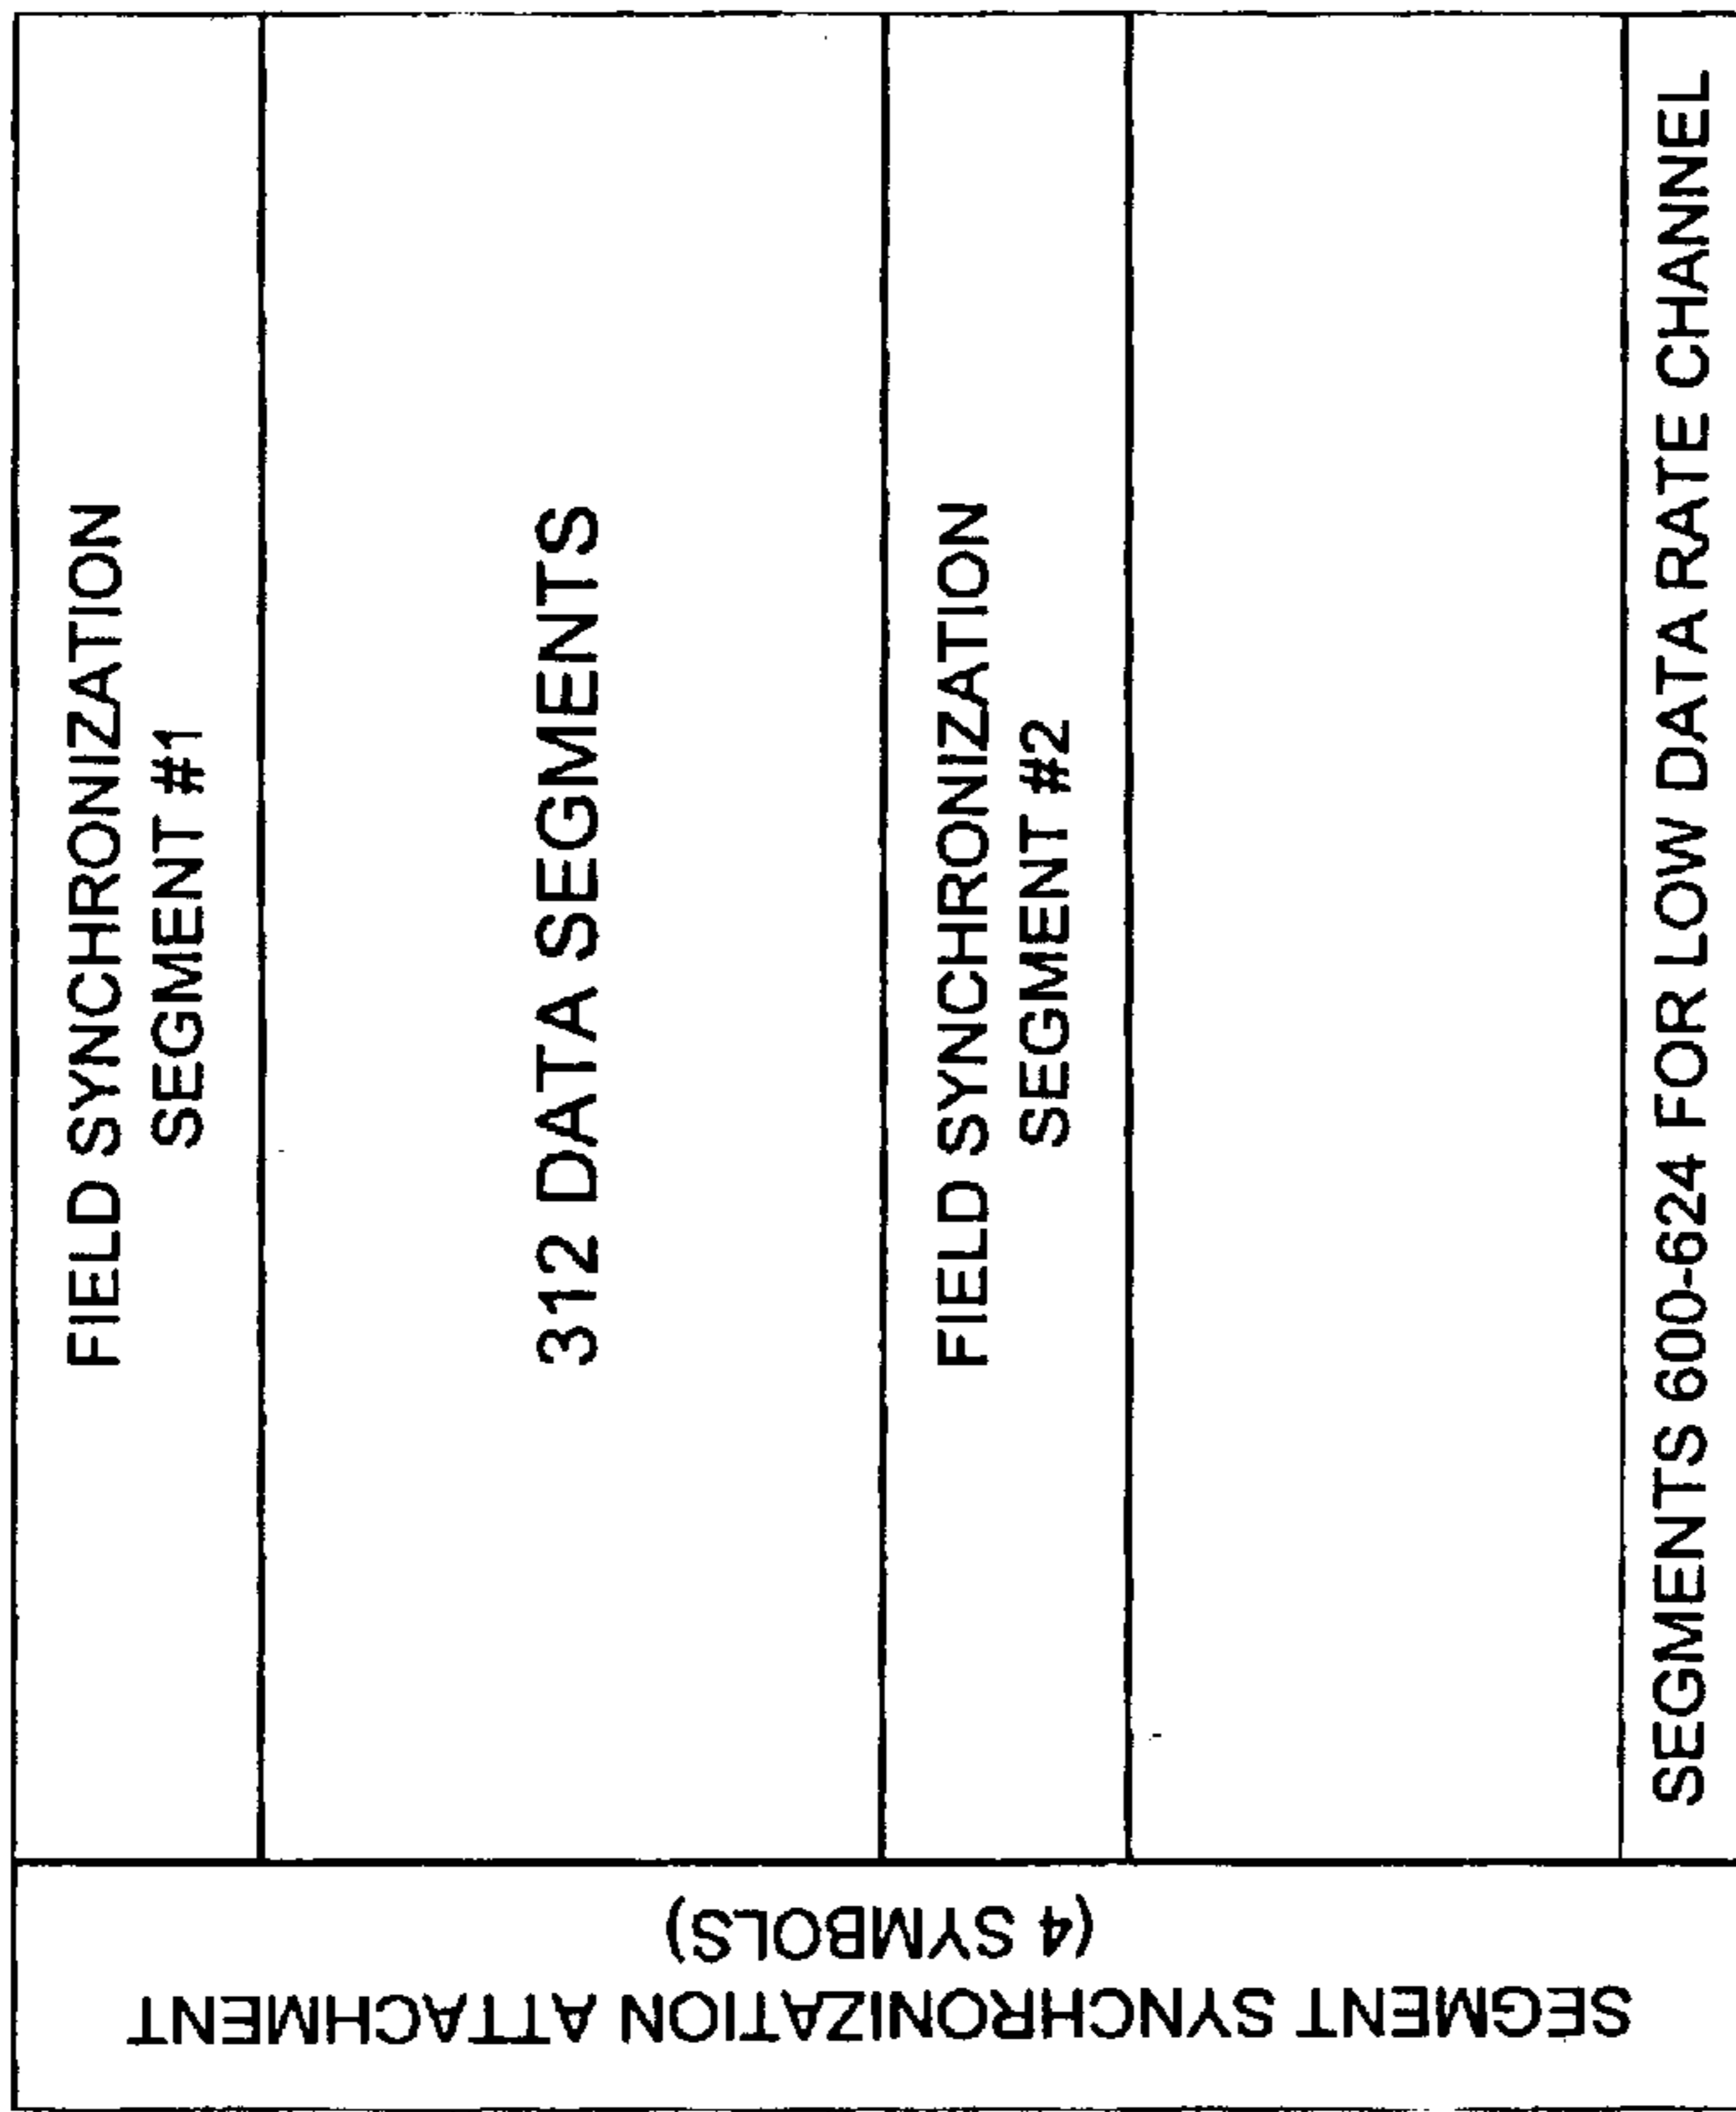 SEGMENT SYNCHRONIZATION ATTACHMENT
(4 SYMBOLS)
FIELD SYNCHRONIZATION
SEGMENT #1
312 DATA SEGMENTS
FIELD SYNCHRONIZATION
SEGMENT #2
SEGMENTS 600-624 FOR LOW DATA RATE CHANNEL